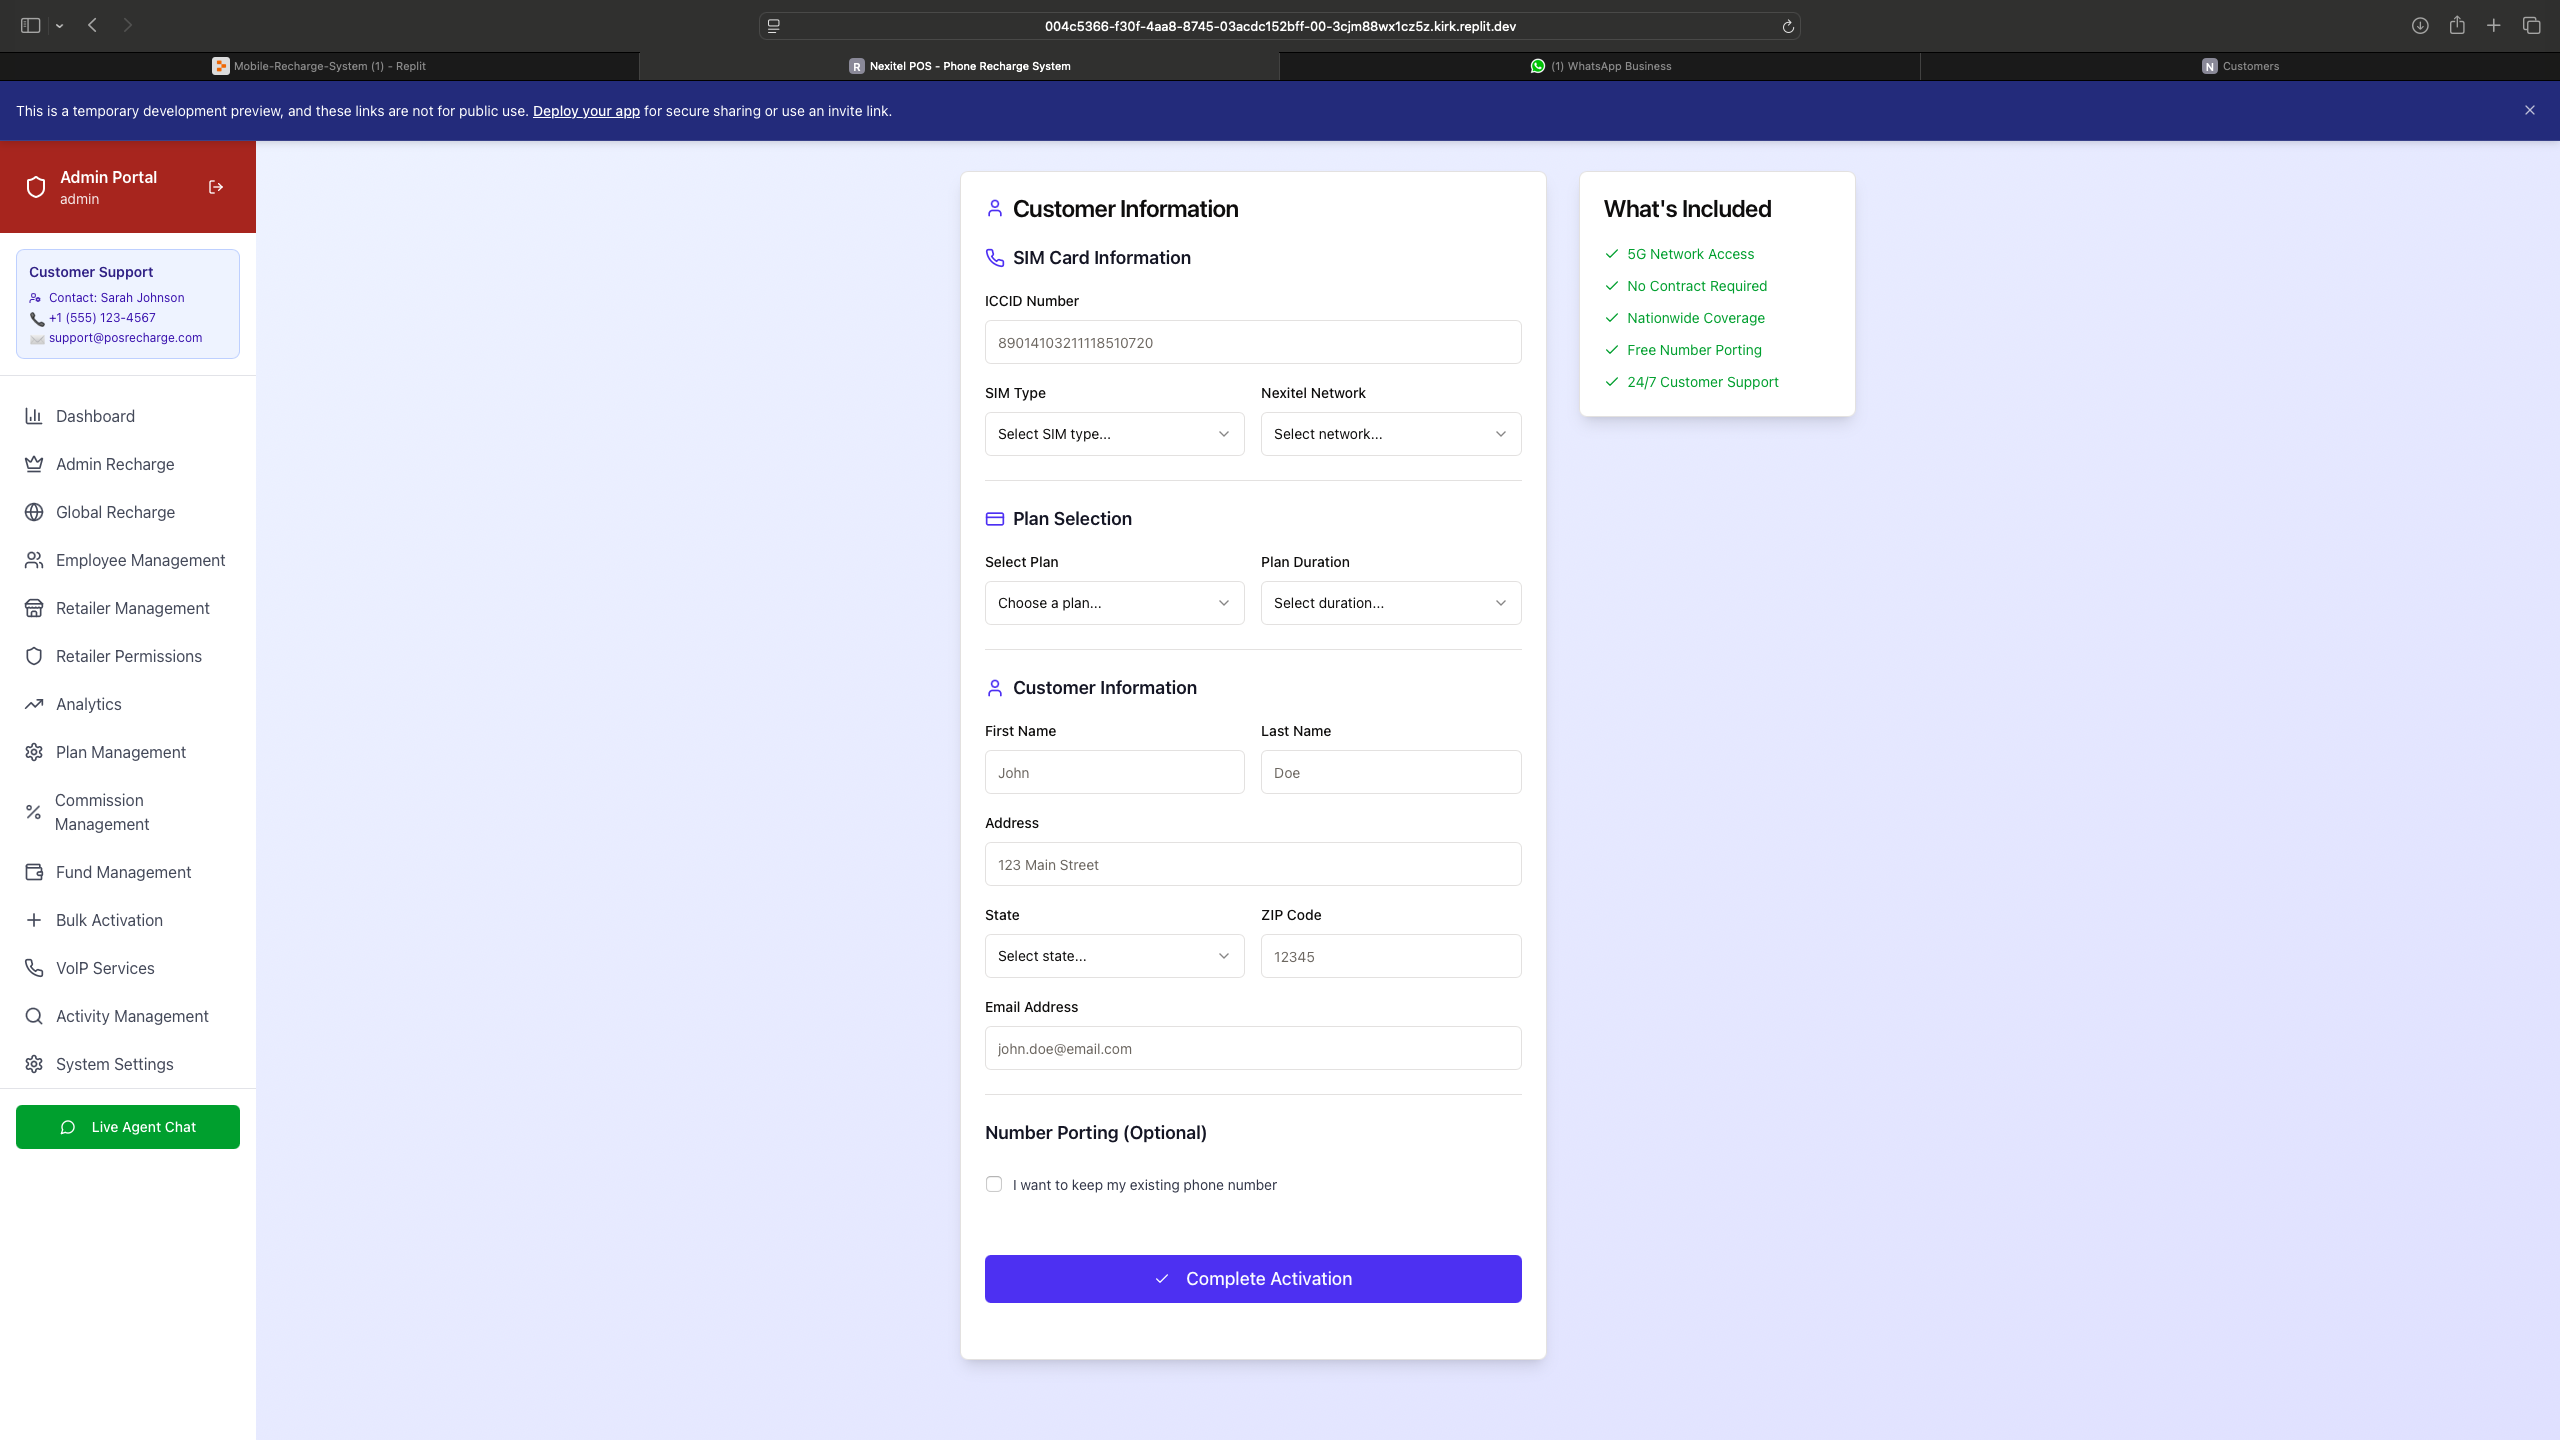 004c5366-f30f-4aa8-8745-03acdc152bff-00-3cjm88wx1cz5z.kirk.replit.dev
Mobile-Recharge-System (1) - Replit
R Nexitel POS - Phone Recharge System
(1) WhatsApp Business
N Customers
This is a temporary development preview, and these links are not for public use. Deploy your app for secure sharing or use an invite link.
Admin Portal
admin
Customer Support
Contact: Sarah Johnson
+1 (555) 123-4567
support@posrecharge.com
Dashboard
Admin Recharge
Global Recharge
Employee Management
Retailer Management
Retailer Permissions
Analytics
Plan Management
Commission
Management
Fund Management
Bulk Activation
VoIP Services
Activity Management
System Settings
Live Agent Chat
Customer Information
SIM Card Information
ICCID Number
89014103211118510720
SIM Type
Nexitel Network
Select SIM type...
Select network...
Plan Selection
Select Plan
Plan Duration
Choose a plan...
Select duration...
Customer Information
First Name
Last Name
John
Doe
Address
123 Main Street
State
ZIP Code
Select state...
12345
Email Address
john.doe@email.com
Number Porting (Optional)
I want to keep my existing phone number
Complete Activation
What's Included
5G Network Access
No Contract Required
Nationwide Coverage
Free Number Porting
24/7 Customer Support